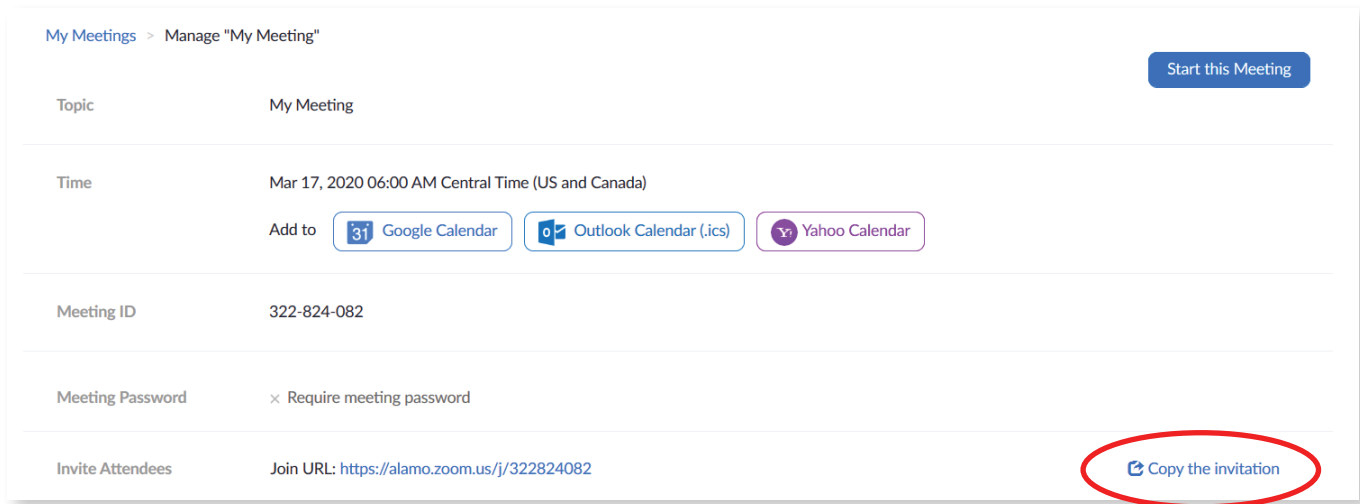 My Meetings > Manage "My Meeting"
Start this Meeting
Topic My Meeting
Time Mar 17, 2020 06:00 AM Central Time (US and Canada)
Add to 31 Google Calendar Outlook Calendar (.ics) Y! Yahoo Calendar
Meeting ID 322-824-082
Meeting Password × Require meeting password
Invite Attendees Join URL: https://alamo.zoom.us/j/322824082 Copy the invitation